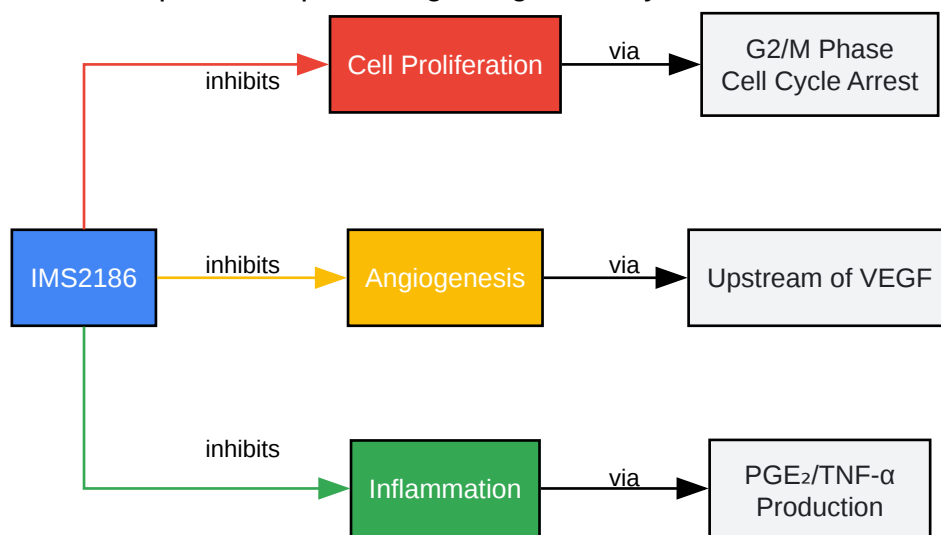 inhibits
Cell Proliferation
via
G2/M Phase
Cell Cycle Arrest
IMS2186
inhibits
Angiogenesis
via
Upstream of VEGF
inhibits
Inflammation
via
PGE₂/TNF-α
Production